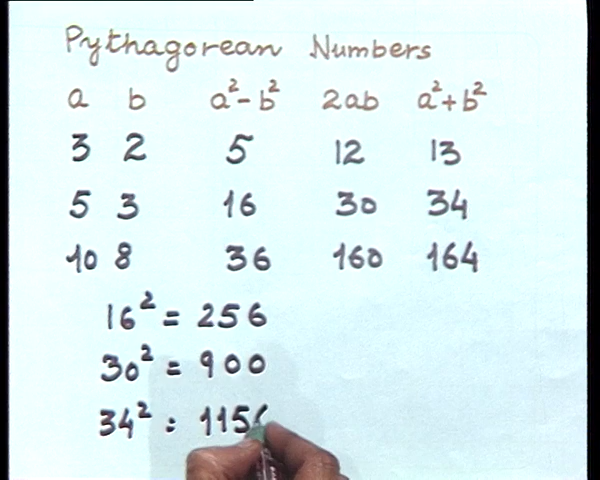 Pythagorean Numbers
a b a²-b² 2ab a²+b²
3 2 5 12 13
5 3 16 30 34
10 8 36 160 164
16² = 256
30² = 900
34² = 1156